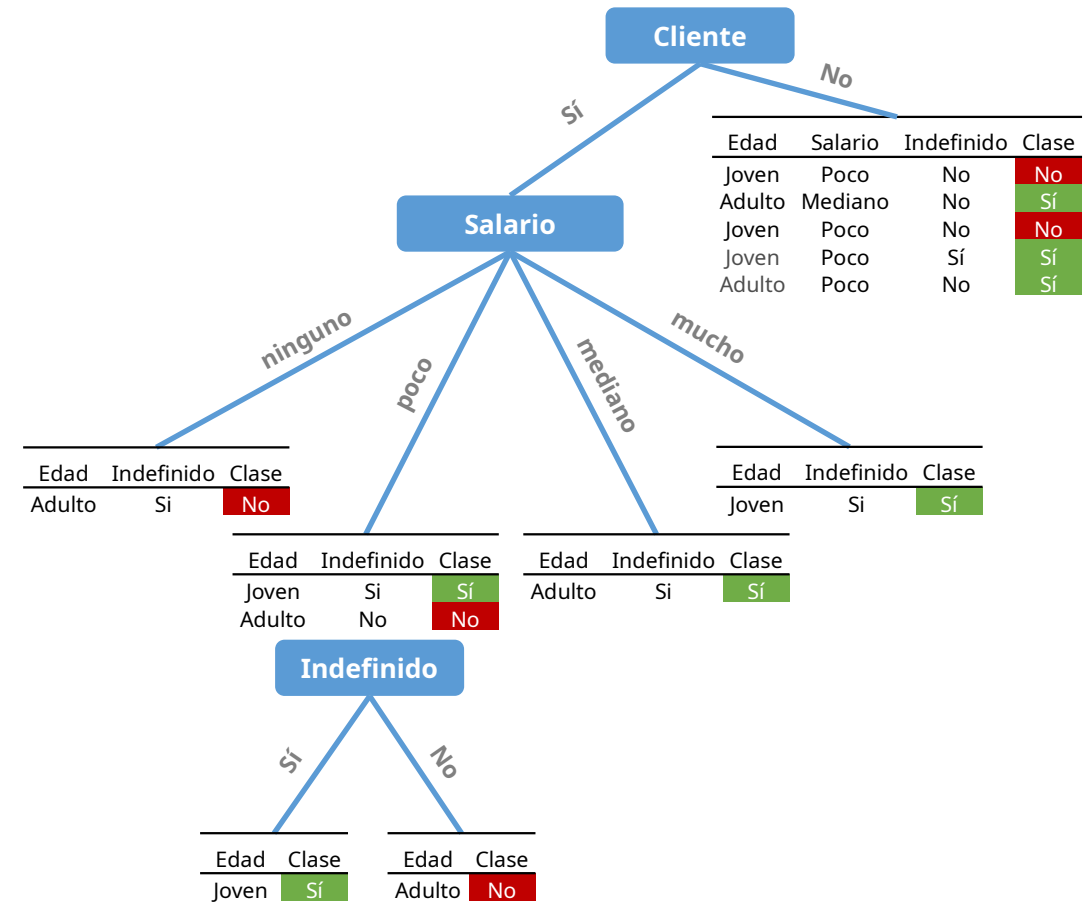 Cliente
Sí
No
Edad Salario Indefinido Clase
Joven Poco No No
Adulto Mediano No Sí
Joven Poco No No
Joven Poco Sí Sí
Adulto Poco No Sí
Salario
ninguno
poco
mediano
mucho
Edad Indefinido Clase
Adulto Si No
Edad Indefinido Clase
Joven Si Sí
Edad Indefinido Clase
Joven Si Sí
Adulto No No
Edad Indefinido Clase
Adulto Si Sí
Indefinido
Sí
No
Edad Clase
Joven Sí
Edad Clase
Adulto No